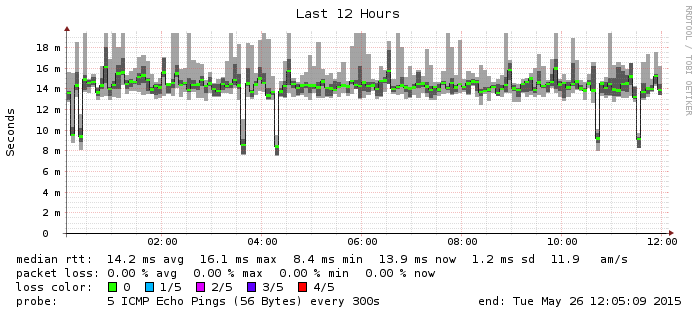 Last 12 Hours
RRDTOOL / TOBI OETIKER
Seconds
18 m
16 m
14 m
12 m
10 m
8 m
6 m
4 m
2 m
0
02:00 04:00 06:00 08:00 10:00 12:00
median rtt: 14.2 ms avg 16.1 ms max 8.4 ms min 13.9 ms now 1.2 ms sd 11.9 am/s
packet loss: 0.00 % avg 0.00 % max 0.00 % min 0.00 % now
loss color: 0 1/5 2/5 3/5 4/5
probe: 5 ICMP Echo Pings (56 Bytes) every 300s end: Tue May 26 12:05:09 2015